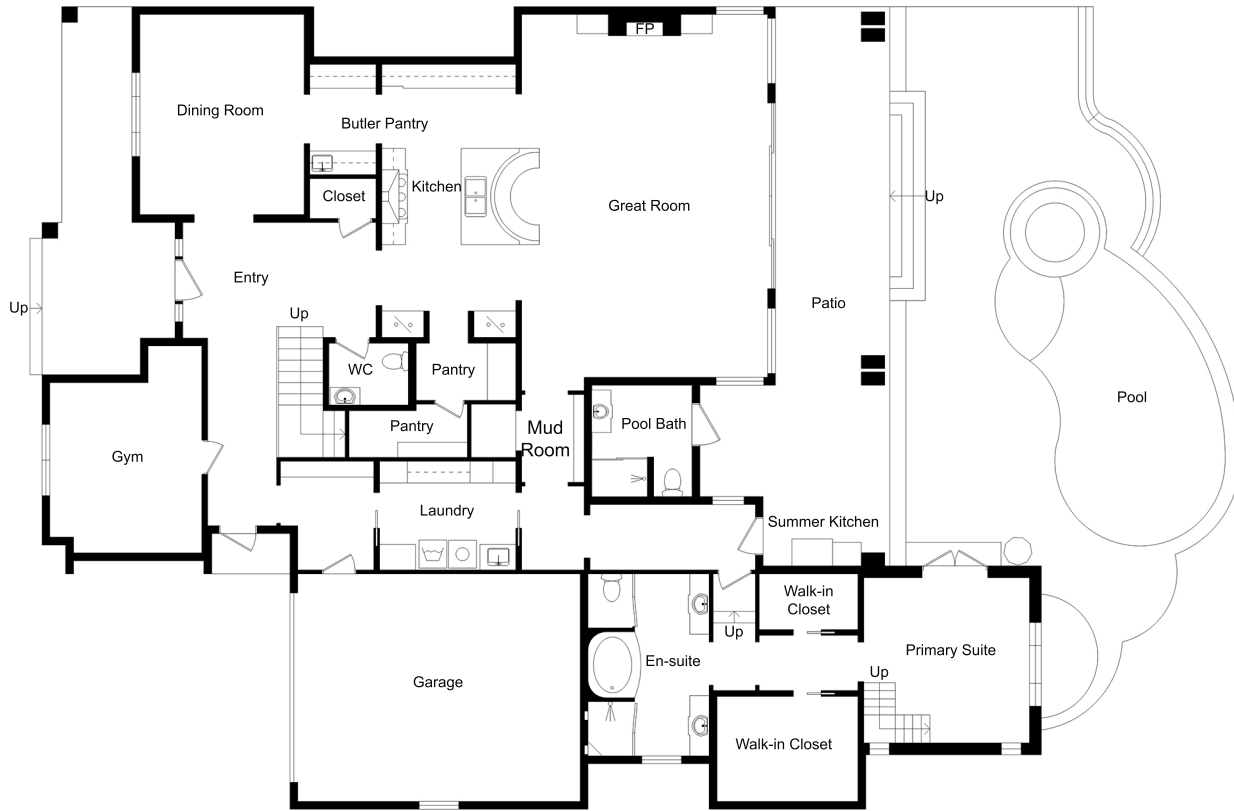 FP
Dining Room
Butler Pantry
Closet
Kitchen
Great Room
Up
Entry
Up
Up
Patio
WC
Pantry
Pool
Pantry
Mud
Room
Pool Bath
Gym
Laundry
Summer Kitchen
Walk-in
Closet
Up
En-suite
Primary Suite
Up
Garage
Walk-in Closet